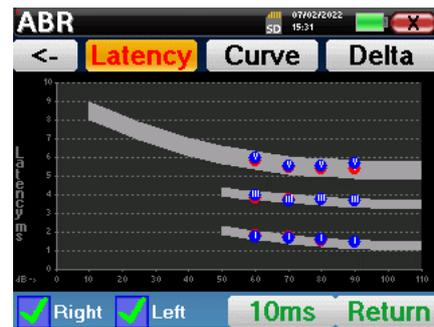 ABR
SD
07/02/2022
15:31
X
<-
Latency
Curve
Delta
Latency ms
10
9
8
7
6
5
4
3
2
1
0
V V V V
III III III III
I I I I
dB-> 0 10 20 30 40 50 60 70 80 90 100 110
Right
Left
10ms
Return